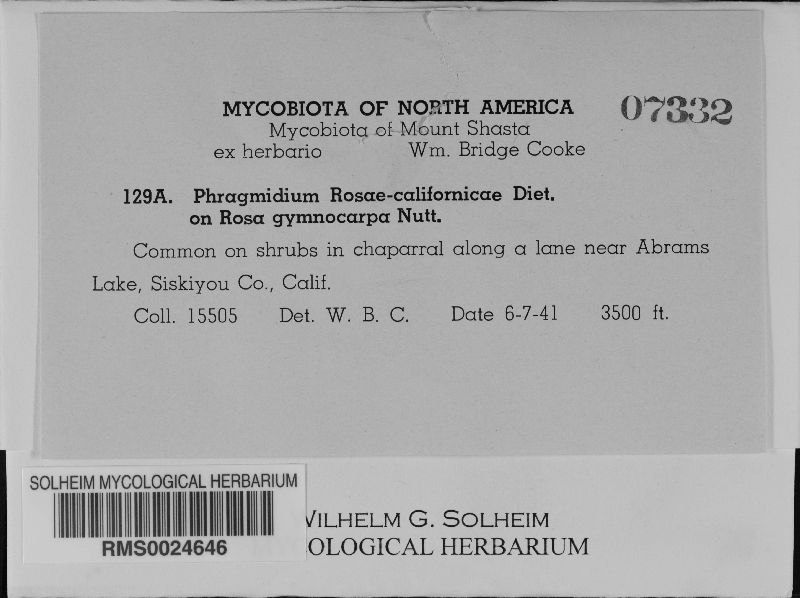 MYCOBIOTA OF NORTH AMERICA 07332
Mycobiota of Mount Shasta
ex herbario Wm. Bridge Cooke
129A. Phragmidium Rosae-californicae Diet.
on Rosa gymnocarpa Nutt.
Common on shrubs in chaparral along a lane near Abrams
Lake, Siskiyou Co., Calif.
Coll. 15505 Det. W. B. C. Date 6-7-41 3500 ft.
SOLHEIM MYCOLOGICAL HERBARIUM
RMS0024646
VILHELM G. SOLHEIM
OLOGICAL HERBARIUM